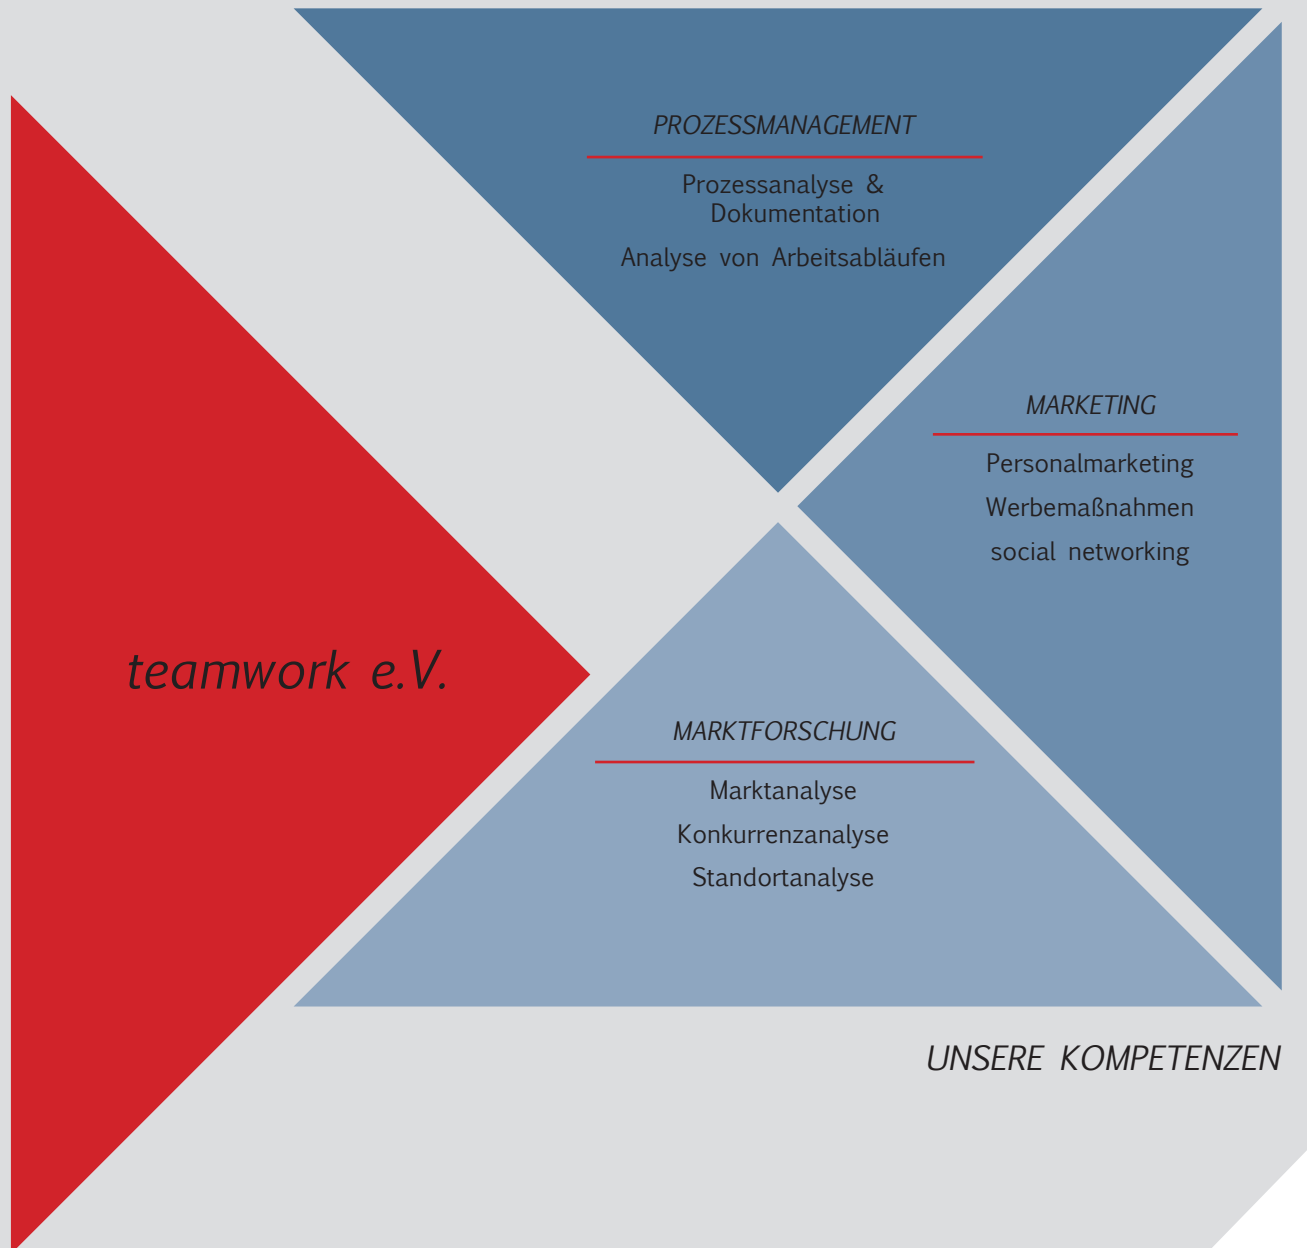 PROZESSMANAGEMENT
Prozessanalyse &
Dokumentation
Analyse von Arbeitsabläufen
MARKETING
Personalmarketing
Werbemaßnahmen
social networking
teamwork e.V.
MARKTFORSCHUNG
Marktanalyse
Konkurrenzanalyse
Standortanalyse
UNSERE KOMPETENZEN